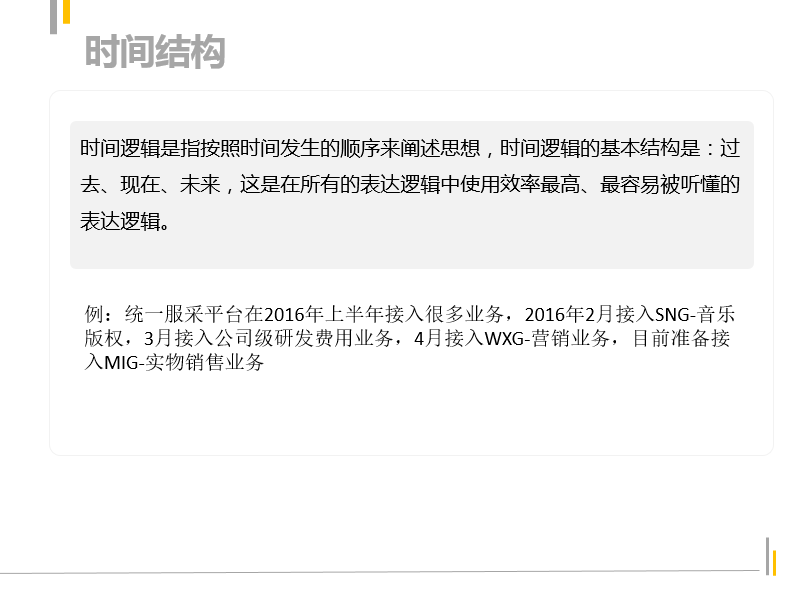 时间结构
时间逻辑是指按照时间发生的顺序来阐述思想，时间逻辑的基本结构是：过
去、现在、未来，这是在所有的表达逻辑中使用效率最高、最容易被听懂的
表达逻辑。
例：统一服采平台在2016年上半年接入很多业务，2016年2月接入SNG-音乐
版权，3月接入公司级研发费用业务，4月接入WXG-营销业务，目前准备接
入MIG-实物销售业务